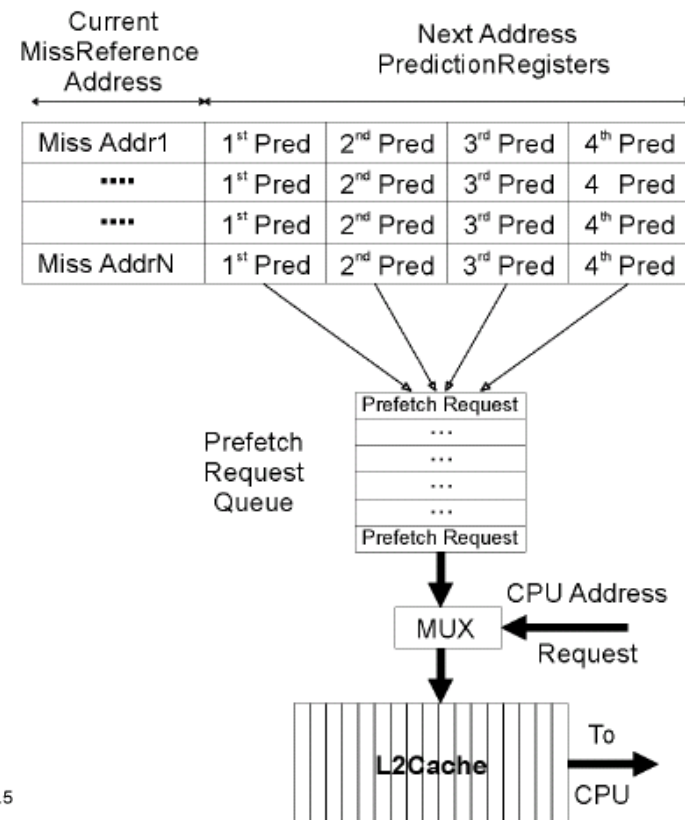 Current
MissReference
Address
Next Address
PredictionRegisters
Miss Addr1 1st Pred 2nd Pred 3rd Pred 4th Pred
▪▪▪▪ 1st Pred 2nd Pred 3rd Pred 4 Pred
▪▪▪▪ 1st Pred 2nd Pred 3rd Pred 4th Pred
Miss AddrN 1st Pred 2nd Pred 3rd Pred 4th Pred
Prefetch
Request
Queue
Prefetch Request
...
...
...
...
Prefetch Request
CPU Address
Request
MUX
L2Cache
To
CPU
.5